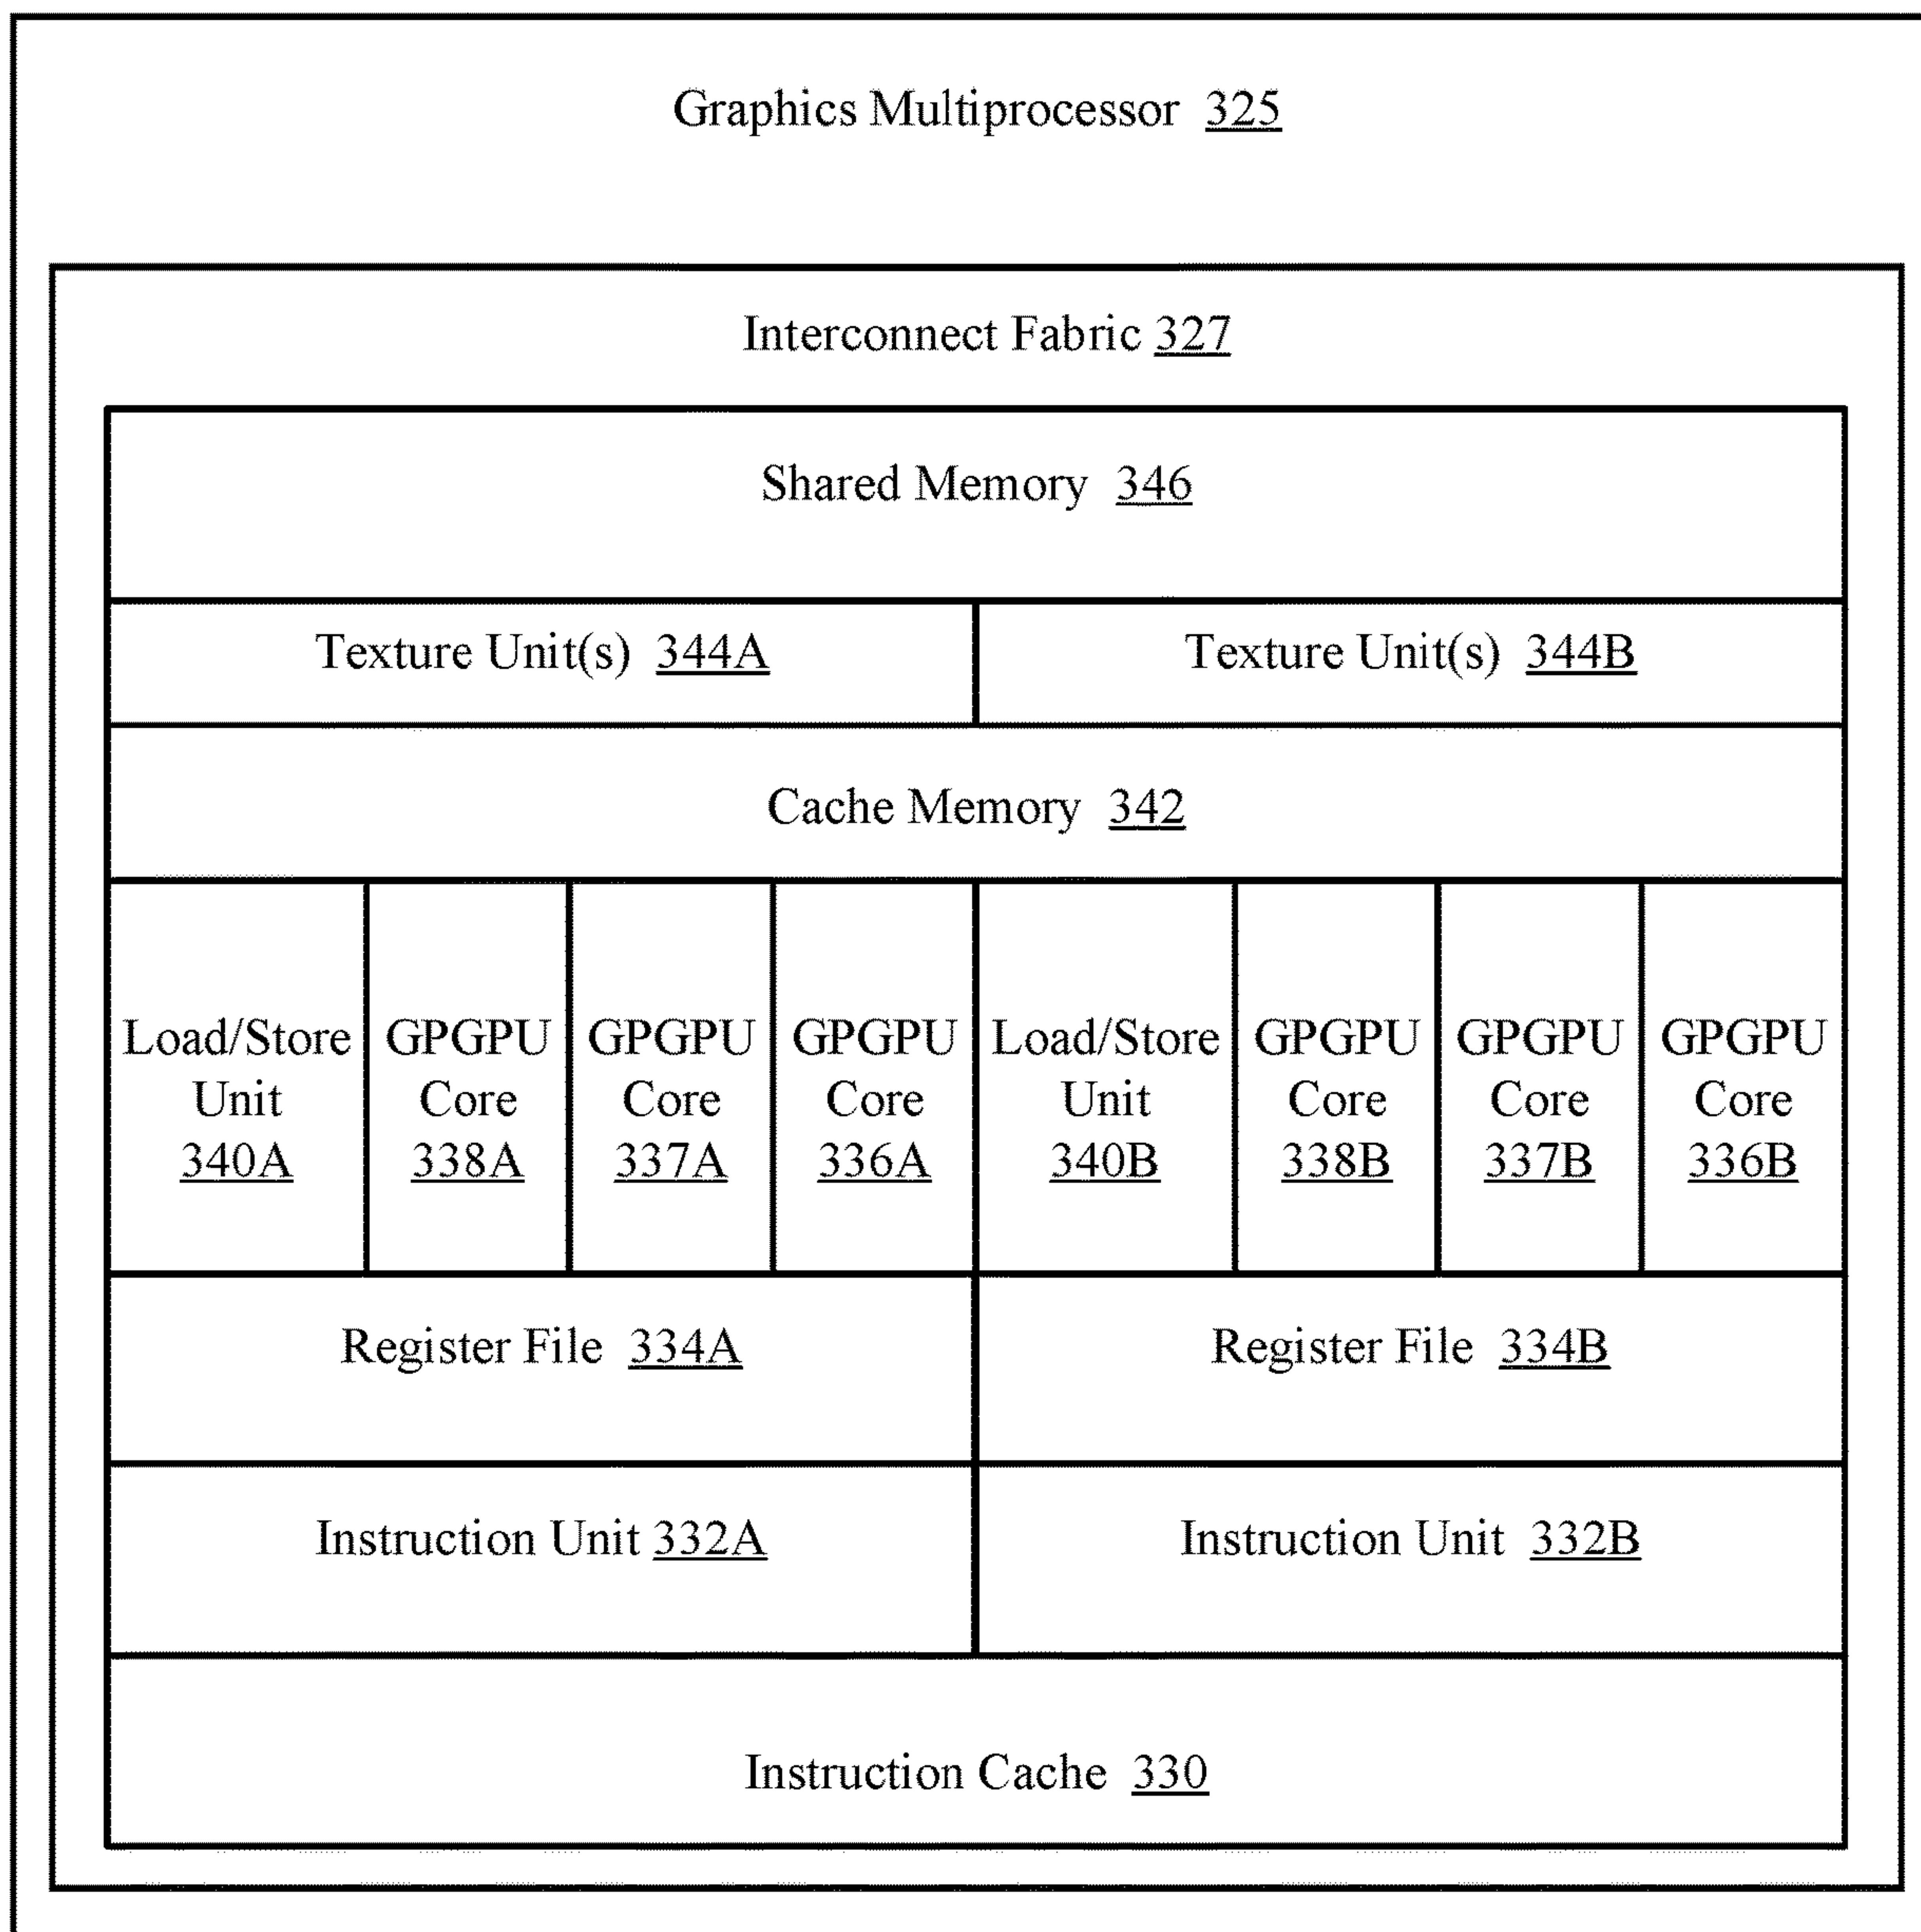 Graphics Multiprocessor 325
Interconnect Fabric 327
Shared Memory 346
Texture Unit(s) 344A
Texture Unit(s) 344B
Cache Memory 342
Load/Store
Unit
340A
GPGPU
Core
338A
GPGPU
Core
337A
GPGPU
Core
336A
Load/Store
Unit
340B
GPGPU
Core
338B
GPGPU
Core
337B
GPGPU
Core
336B
Register File 334A
Register File 334B
Instruction Unit 332A
Instruction Unit 332B
Instruction Cache 330